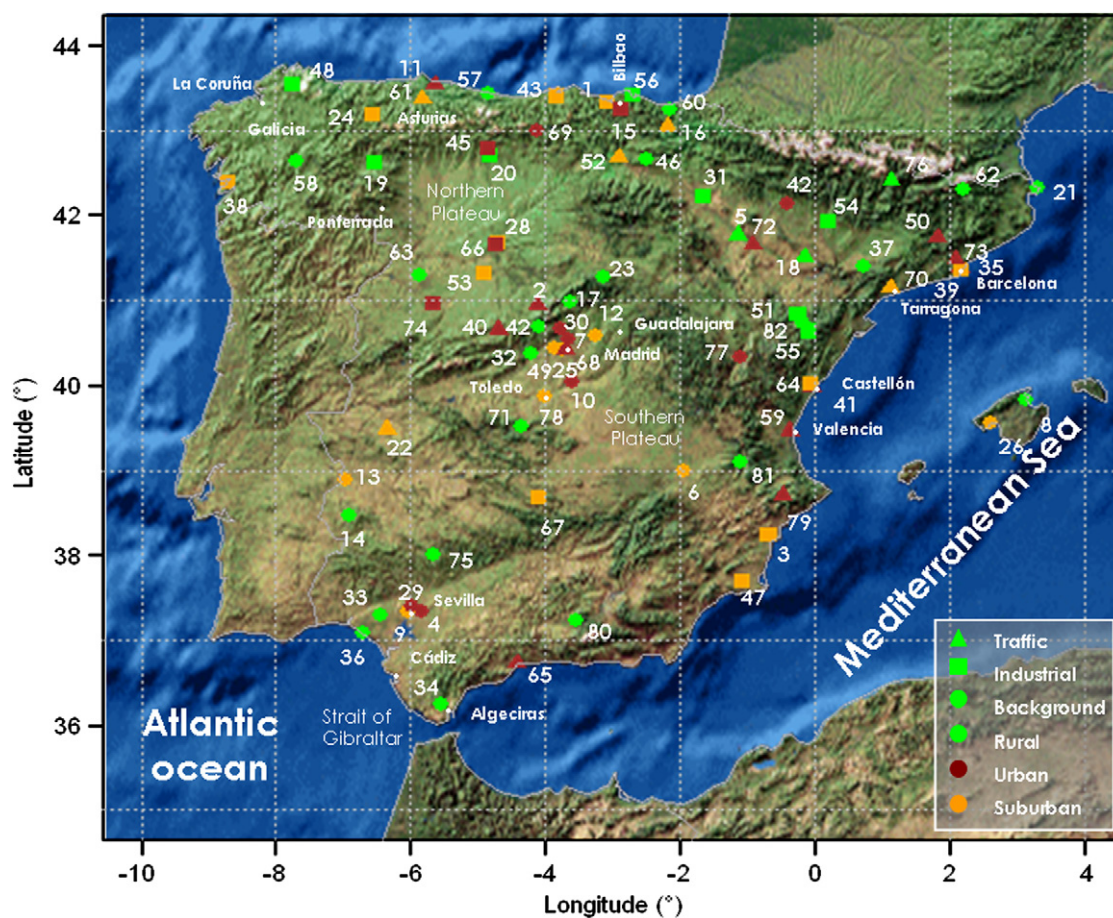 44
42
40
38
36
Latitude (°)
-10
-8
-6
-4
-2
0
2
4
Longitude (°)
La Coruña
48
11
57
43
1
Bilbao
56
61
Asturias
60
24
Galicia
45
69
15
16
52
46
58
19
20
31
42
76
62
21
38
Northern
Plateau
Ponferrada
28
5
72
54
50
63
66
53
23
18
37
73
35
39
Barcelona
70
Tarragona
2
17
12
74
40
42
30
Guadalajara
51
82
32
7
Madrid
55
49
25
68
77
Toledo
10
64
Castellón
41
71
78
Southern
Plateau
59
Valencia
8
26
22
13
6
81
14
67
79
3
75
47
33
29
Sevilla
9
4
80
36
Cádiz
34
65
Algeciras
Strait of
Gibraltar
Atlantic
ocean
Mediterranean Sea
Traffic
Industrial
Background
Rural
Urban
Suburban